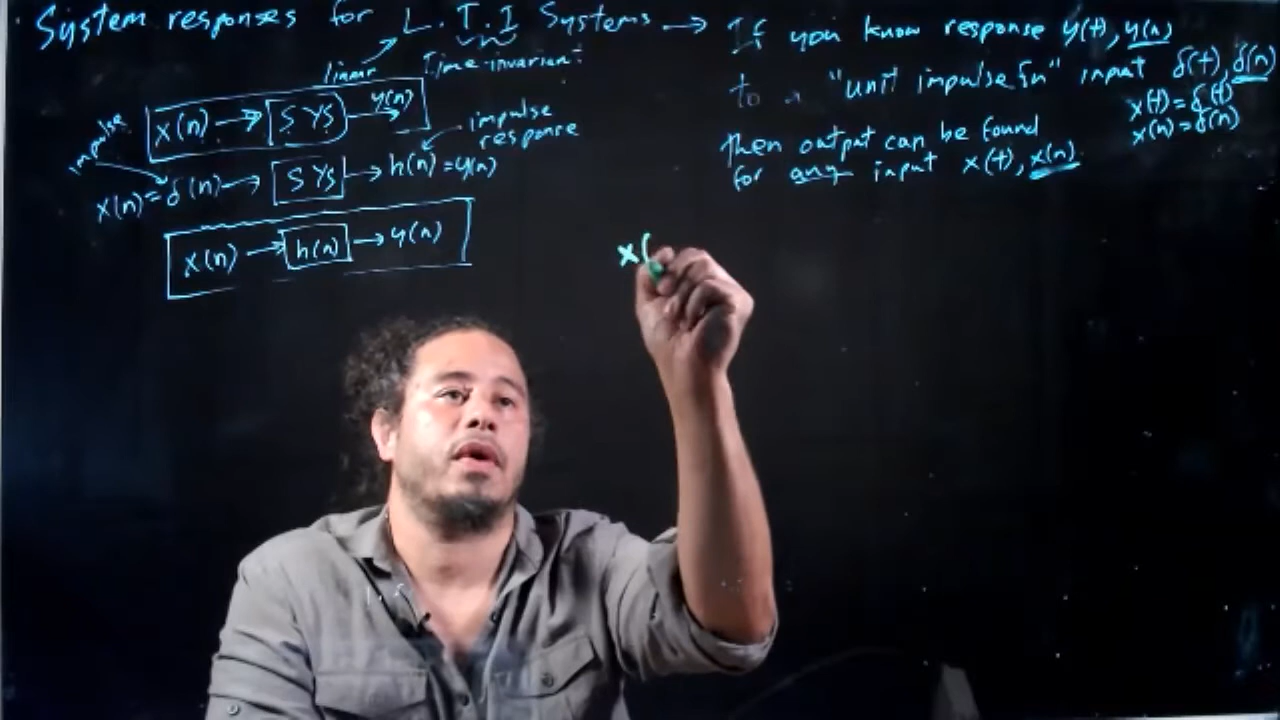 System responses for L.T.I Systems →
linear
Time-invariant
x(n) → SYS → y(n)
impulse
impulse response
x(n)=δ(n) → SYS → h(n)=y(n)
x(n) → h(n) → y(n)
If you know response y(t), y(n)
to a "unit impulse fn" input δ(t), δ(n)
x(t)=δ(t)
x(n)=δ(n)
then output can be found
for any input x(t), x(n)
x(